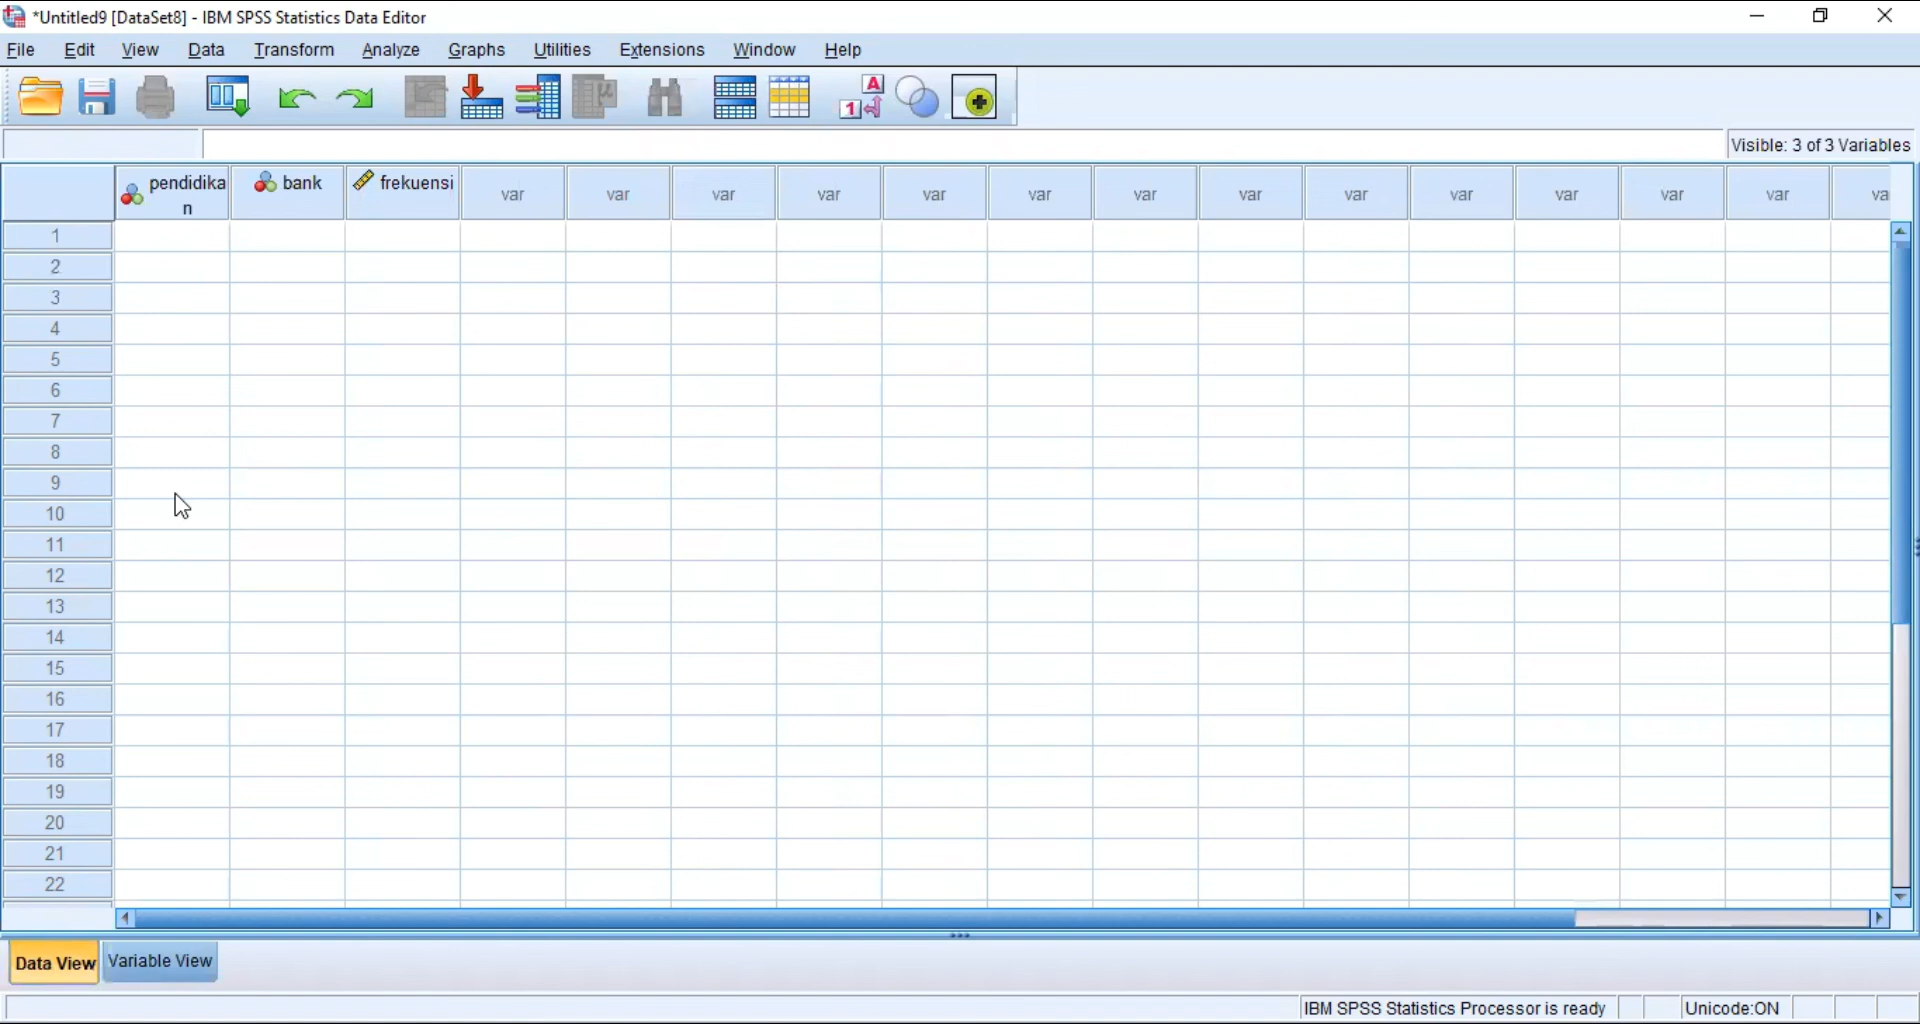 *Untitled9 [DataSet8] - IBM SPSS Statistics Data Editor
File Edit View Data Transform Analyze Graphs Utilities Extensions Window Help
Visible: 3 of 3 Variables
pendidika
n
bank frekuensi var var var var var var var var var var var var var va
1
2
3
4
5
6
7
8
9
10
11
12
13
14
15
16
17
18
19
20
21
22
Data View Variable View
IBM SPSS Statistics Processor is ready Unicode:ON